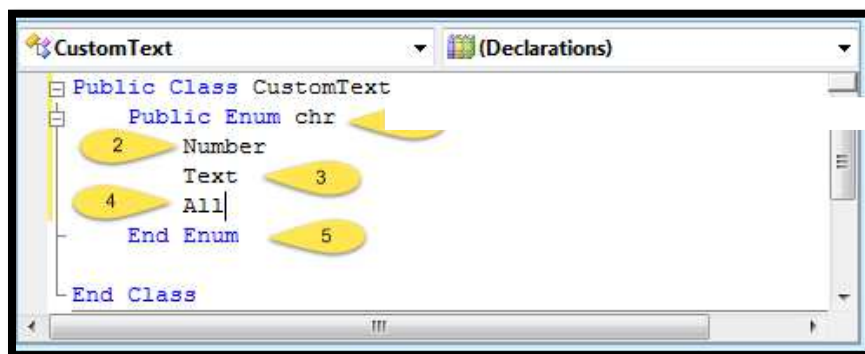 CustomText (Declarations)
Public Class CustomText
Public Enum chr
2 Number
Text 3
4 All
End Enum 5
End Class